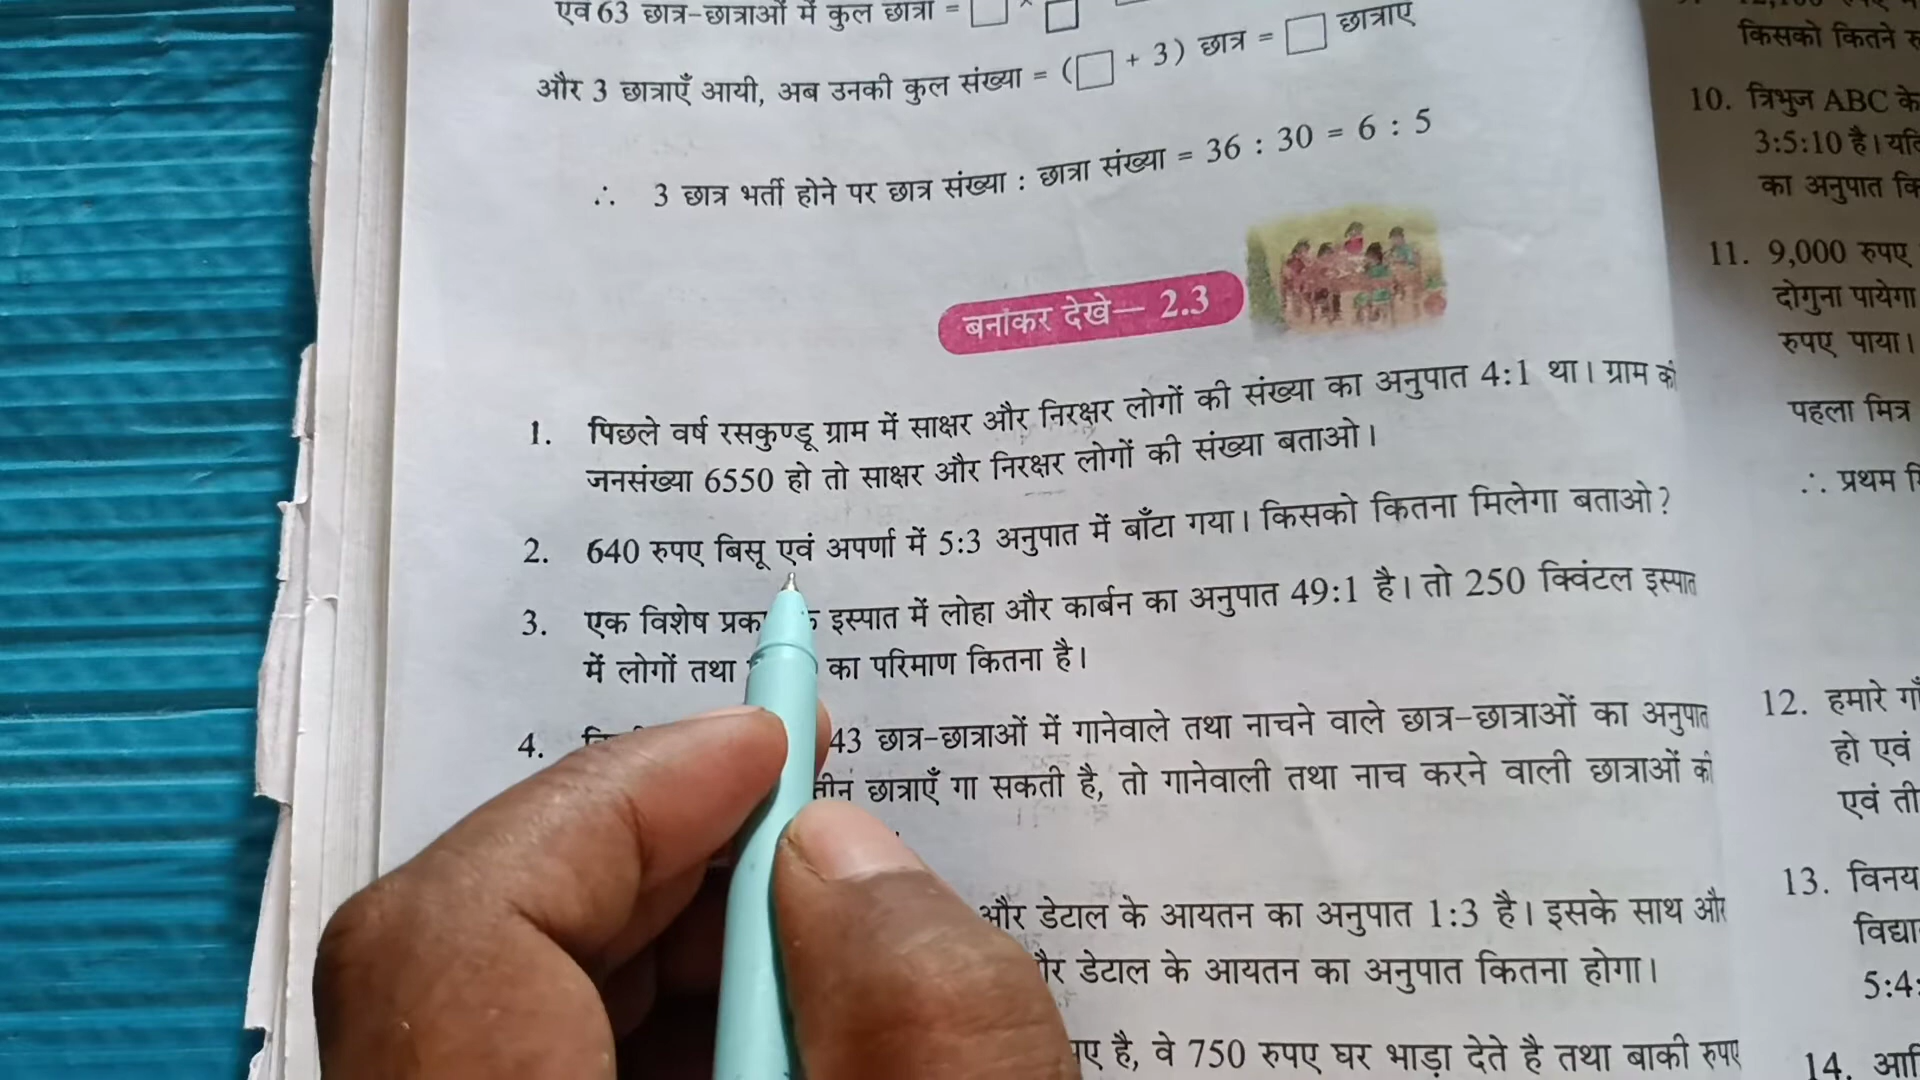 एवं 63 छात्र-छात्राओं में कुल छात्रा =
और 3 छात्राएँ आयी, अब उनकी कुल संख्या = ( + 3 ) छात्र = छात्राएँ
∴ 3 छात्र भर्ती होने पर छात्र संख्या : छात्रा संख्या = 36 : 30 = 6 : 5
बनाकर देखे— 2.3
1. पिछले वर्ष रसकुण्डू ग्राम में साक्षर और निरक्षर लोगों की संख्या का अनुपात 4:1 था। ग्राम की
जनसंख्या 6550 हो तो साक्षर और निरक्षर लोगों की संख्या बताओ।
2. 640 रुपए बिसू एवं अपर्णा में 5:3 अनुपात में बाँटा गया। किसको कितना मिलेगा बताओ?
3. एक विशेष इस्पात में लोहा और कार्बन का अनुपात 49:1 है। तो 250 क्विंटल इस्पात
में लोगों तथा का परिमाण कितना है।
4. 43 छात्र-छात्राओं में गानेवाले तथा नाचने वाले छात्र-छात्राओं का अनुपात
तीन छात्राएँ गा सकती है, तो गानेवाली तथा नाच करने वाली छात्राओं की
और डेटाल के आयतन का अनुपात 1:3 है। इसके साथ और
डेटाल के आयतन का अनुपात कितना होगा।
है, वे 750 रुपए घर भाड़ा देते है तथा बाकी रुपए
किसको कितने
10. त्रिभुज ABC के
3:5:10 है। यदि
का अनुपात
11. 9,000 रुपए
दोगुना पायेगा
रुपए पाया।
पहला मित्र
∴ प्रथम
12. हमारे
हो एवं
एवं
13. विनय
5:4:
14.